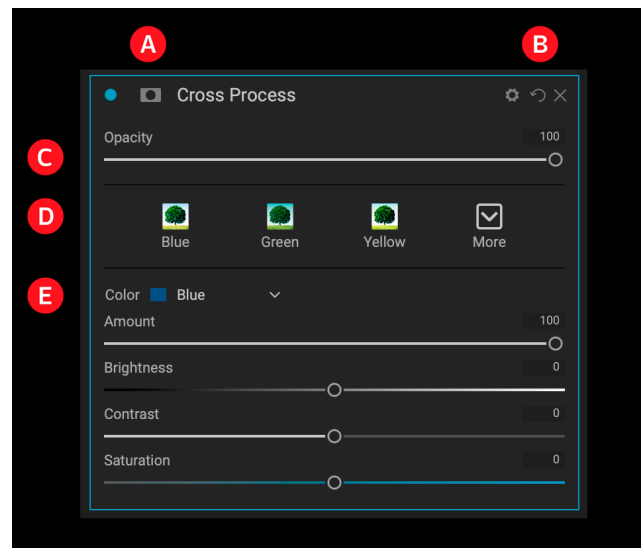 A
B
Cross Process
C
Opacity 100
D
Blue Green Yellow More
E
Color Blue
Amount 100
Brightness 0
Contrast 0
Saturation 0